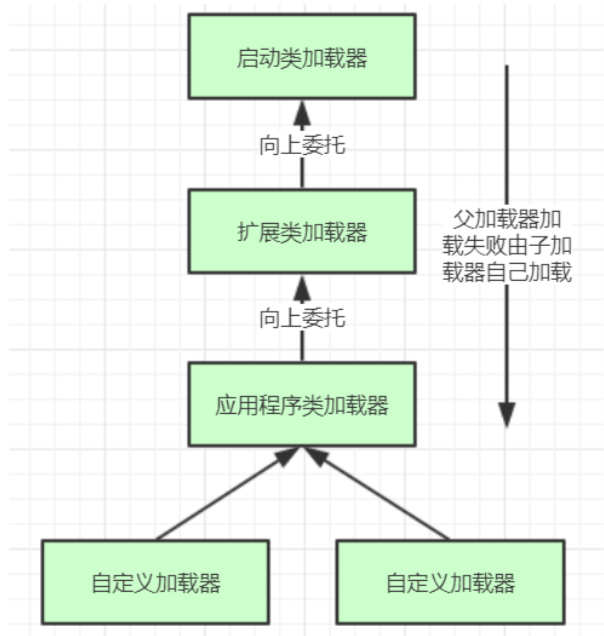 启动类加载器
向上委托
扩展类加载器
父加载器加
载失败由子加
载器自己加载
向上委托
应用程序类加载器
自定义加载器
自定义加载器